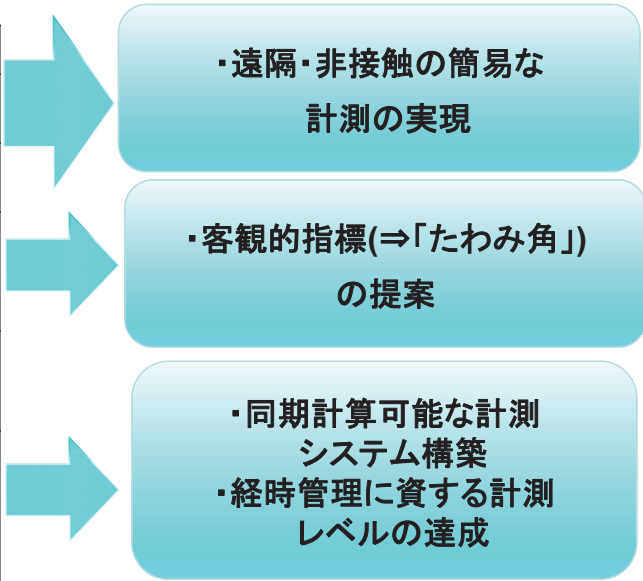 ・遠隔・非接触の簡易な
計測の実現
・客観的指標(⇒「たわみ角」)
の提案
・同期計算可能な計測
システム構築
・経時管理に資する計測
レベルの達成